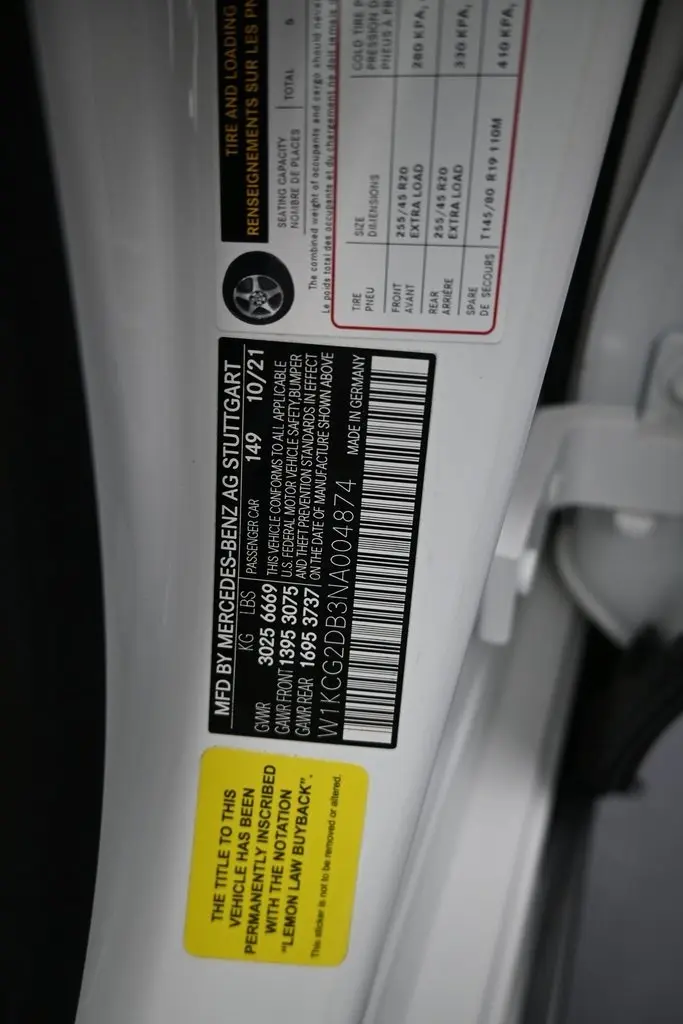 TIRE AND LOADING
RENSEIGNEMENTS SUR LES
SEATING CAPACITY
NOMBRE DE PLACES
TOTAL 5
The combined weight of occupants and cargo should
Le poids total des occupants et du chargement ne doit jamais
TIRE
PNEU
SIZE
DIMENSIONS
COLD TIRE
PRESSION
PNEUS À
FRONT
AVANT
255/45 R20
EXTRA LOAD
280 KPA,
REAR
ARRIÈRE
255/45 R20
EXTRA LOAD
330 KPA,
SPARE
DE SECOURS
T145/80 R19 110M
410 KPA,
MFD BY MERCEDES-BENZ AG STUTTGART
KG LBS PASSENGER CAR 149 10/21
GVWR 3025 6669
GAWR FRONT 1395 3075
GAWR REAR 1695 3737
THIS VEHICLE CONFORMS TO ALL APPLICABLE
U.S. FEDERAL MOTOR VEHICLE SAFETY,BUMPER
AND THEFT PREVENTION STANDARDS IN EFFECT
ON THE DATE OF MANUFACTURE SHOWN ABOVE
W1KCG2DB3NA004874 MADE IN GERMANY
THE TITLE TO THIS
VEHICLE HAS BEEN
PERMANENTLY INSCRIBED
WITH THE NOTATION
"LEMON LAW BUYBACK".
This sticker is not to be removed or altered.